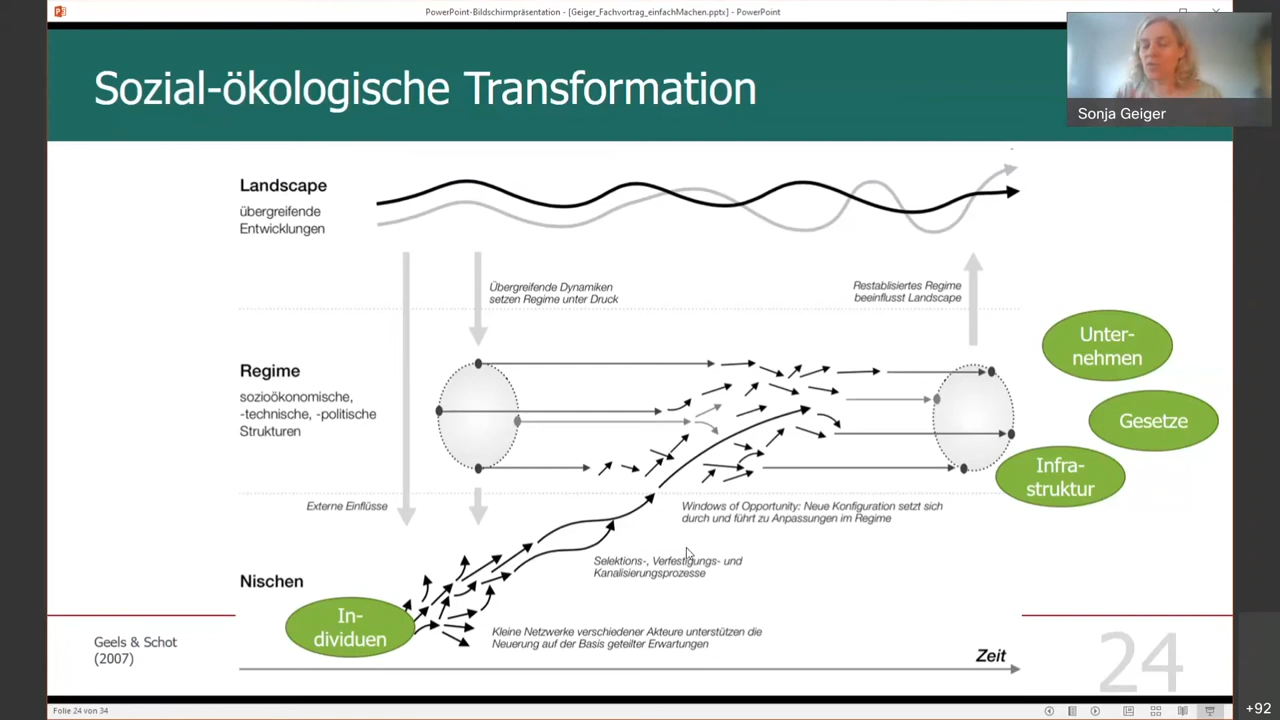 PowerPoint-Bildschirmpräsentation - [Geiger_Fachvortrag_einfachMachen.pptx] - PowerPoint
Sozial-ökologische Transformation
Sonja Geiger
Landscape
übergreifende
Entwicklungen
Übergreifende Dynamiken
setzen Regime unter Druck
Restablisiertes Regime
beeinflusst Landscape
Unter-
nehmen
Regime
sozioökonomische,
-technische, -politische
Strukturen
Gesetze
Infra-
struktur
Externe Einflüsse
Windows of Opportunity: Neue Konfiguration setzt sich
durch und führt zu Anpassungen im Regime
Selektions-, Verfestigungs- und
Kanalisierungsprozesse
Nischen
In-
dividuen
Kleine Netzwerke verschiedener Akteure unterstützen die
Neuerung auf der Basis geteilter Erwartungen
Geels & Schot
(2007)
Zeit
24
Folie 24 von 34
+92